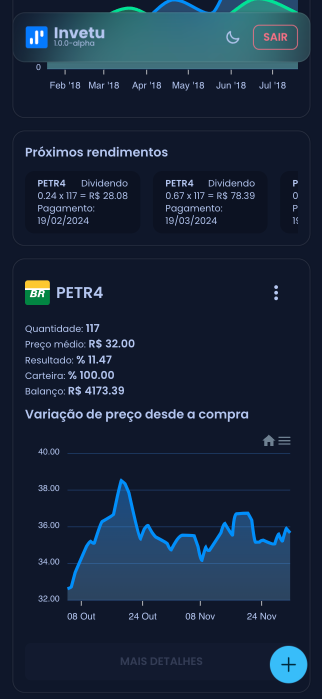 Invetu
1.0.0-alpha
SAIR
0
Feb '18 Mar '18 Apr '18 May '18 Jun '18 Jul '18
Próximos rendimentos
PETR4 Dividendo
0.24 x 117 = R$ 28.08
Pagamento:
19/02/2024
PETR4 Dividendo
0.67 x 117 = R$ 78.39
Pagamento:
19/03/2024
BR PETR4
Quantidade: 117
Preço médio: R$ 32.00
Resultado: % 11.47
Carteira: % 100.00
Balanço: R$ 4173.39
Variação de preço desde a compra
40.00
38.00
36.00
34.00
32.00
08 Out 24 Out 08 Nov 24 Nov
MAIS DETALHES